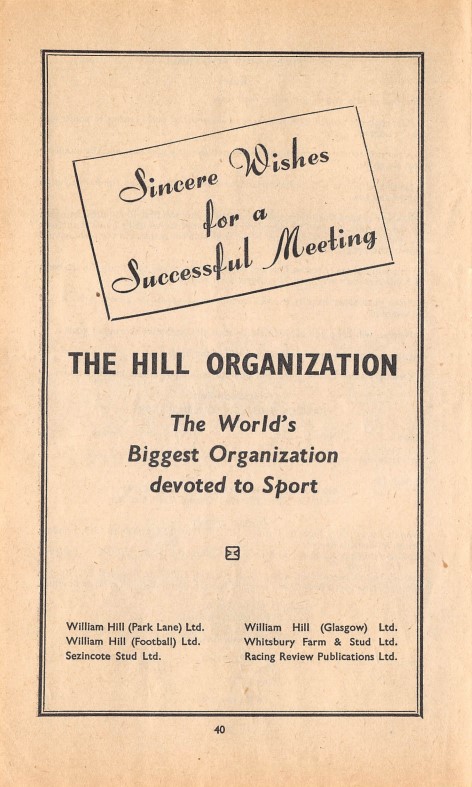 Sincere Wishes
for a
Successful Meeting
THE HILL ORGANIZATION
The World's
Biggest Organization
devoted to Sport
William Hill (Park Lane) Ltd.
William Hill (Football) Ltd.
Sezincote Stud Ltd.
William Hill (Glasgow) Ltd.
Whitsbury Farm & Stud Ltd.
Racing Review Publications Ltd.
40